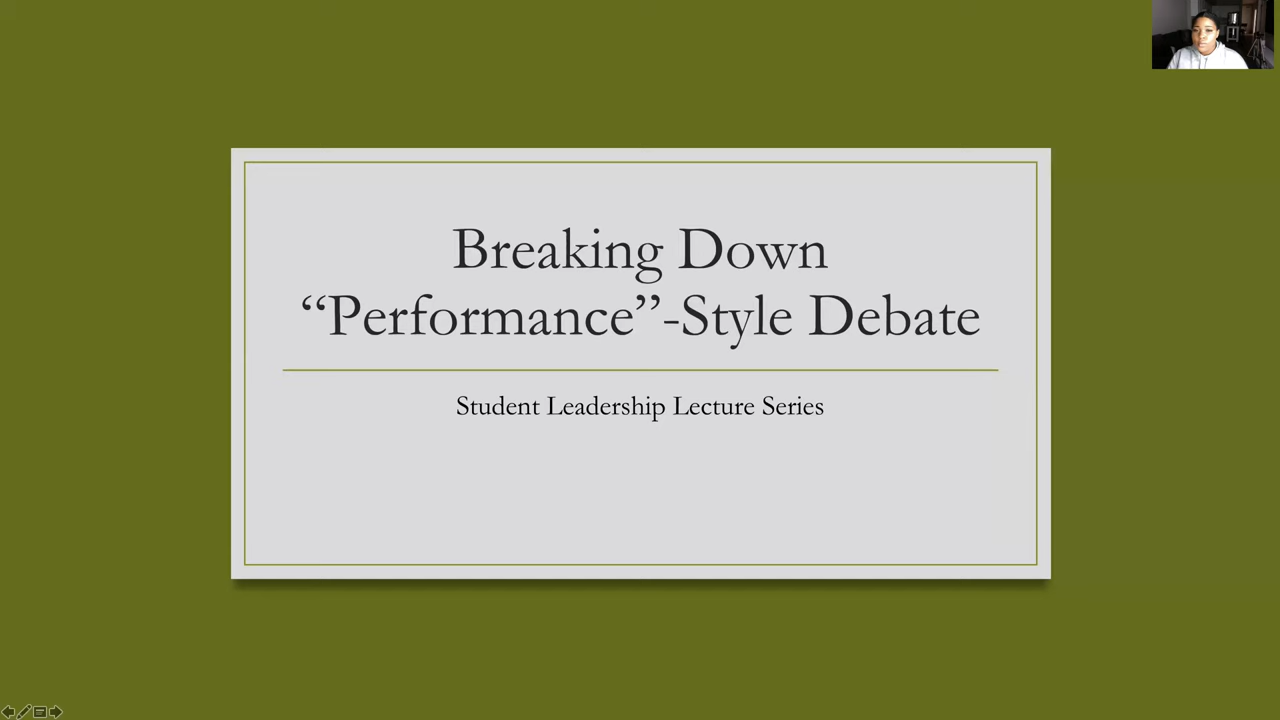 Breaking Down
“Performance”-Style Debate
Student Leadership Lecture Series